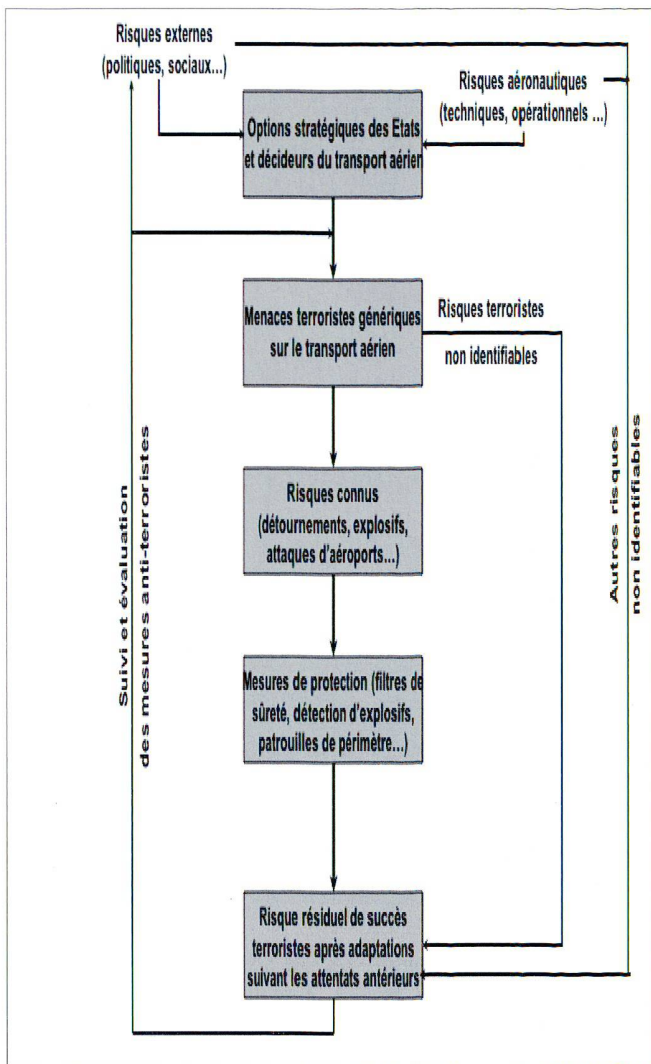 Risques externes
(politiques, sociaux...)
Risques aéronautiques
(techniques, opérationnels ...)
Options stratégiques des Etats
et décideurs du transport aérien
Menaces terroristes génériques
sur le transport aérien
Risques terroristes
non identifiables
Risques connus
(détournements, explosifs,
attaques d'aéroports...)
Mesures de protection (filtres de
sûreté, détection d'explosifs,
patrouilles de périmètre...)
Risque résiduel de succès
terroristes après adaptations
suivant les attentats antérieurs
Suivi et évaluation
des mesures anti-terroristes
Autres risques
non identifiables